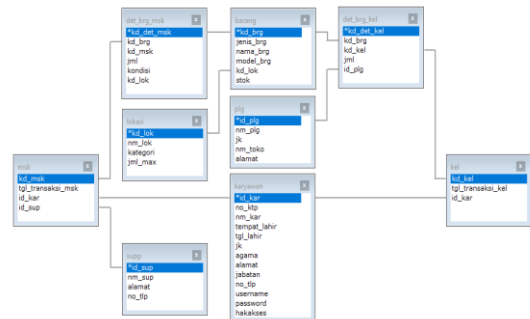 det_brg_msk
*kd_det_msk
kd_brg
kd_msk
jml
kondisi
kd_lok
barang
*kd_brg
jenis_brg
nama_brg
model_brg
kd_lok
stok
det_brg_kel
*kd_det_kel
kd_brg
kd_kel
jml
id_plg
lokasi
*kd_lok
nm_lok
kategori
jml_max
plg
*id_plg
nm_plg
jk
nm_toko
alamat
msk
kd_msk
tgl_transaksi_msk
id_kar
id_sup
karyawan
*id_kar
no_ktp
nm_kar
tempat_lahir
tgl_lahir
jk
agama
alamat
jabatan
no_tlp
username
password
hakakses
kel
kd_kel
tgl_transaksi_kel
id_kar
supp
*id_sup
nm_sup
alamat
no_tlp